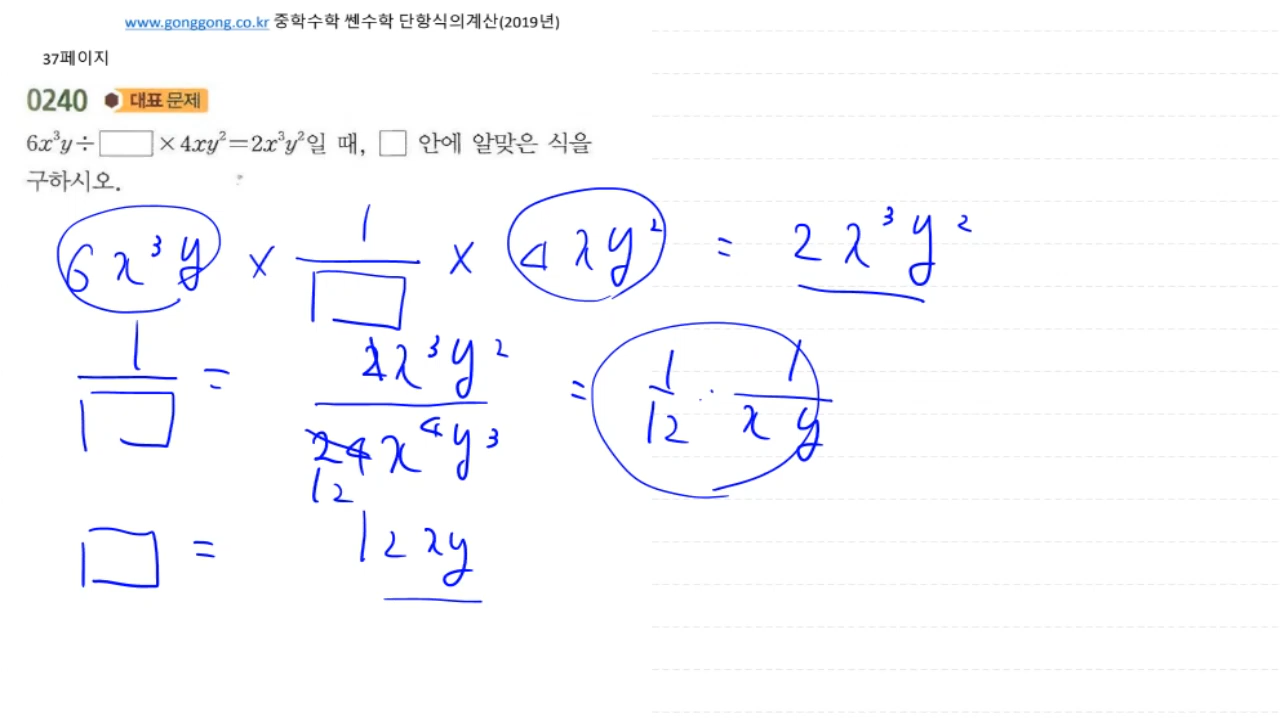 www.gonggong.co.kr 중학수학 쎈수학 단항식의계산(2019년)
37페이지
0240 대표 문제
6x³y÷□×4xy²=2x³y²일 때, □ 안에 알맞은 식을
구하시오.
6x³y × 1/□ × 4xy² = 2x³y²
1/□ = 2x³y²/24x⁴y³ 12 = 1/12 · 1/xy
□ = 12xy